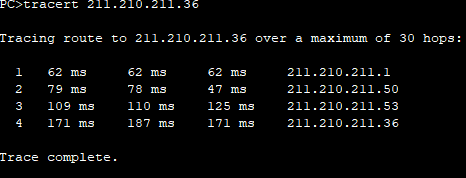 PC>tracert 211.210.211.36
Tracing route to 211.210.211.36 over a maximum of 30 hops:
1 62 ms 62 ms 62 ms 211.210.211.1
2 79 ms 78 ms 47 ms 211.210.211.50
3 109 ms 110 ms 125 ms 211.210.211.53
4 171 ms 187 ms 171 ms 211.210.211.36
Trace complete.